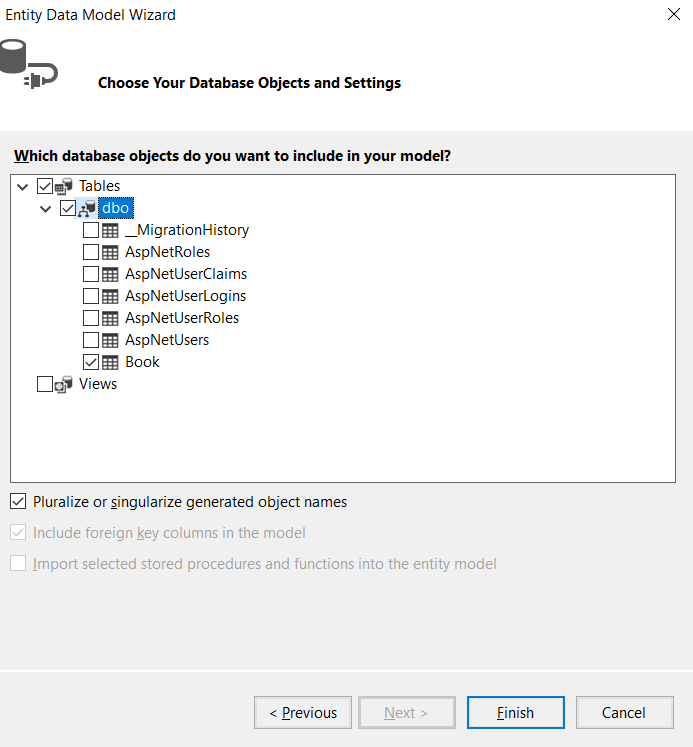 Entity Data Model Wizard
Choose Your Database Objects and Settings
Which database objects do you want to include in your model?
Tables
dbo
__MigrationHistory
AspNetRoles
AspNetUserClaims
AspNetUserLogins
AspNetUserRoles
AspNetUsers
Book
Views
Pluralize or singularize generated object names
Include foreign key columns in the model
Import selected stored procedures and functions into the entity model
< Previous Next > Finish Cancel